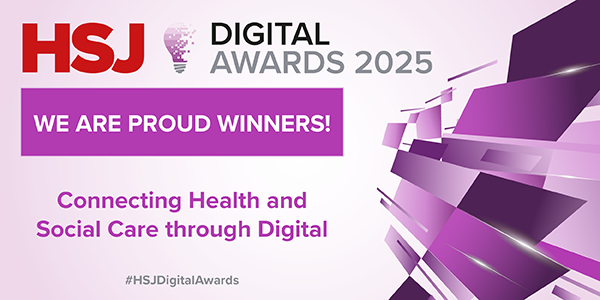 HSJ DIGITAL
AWARDS 2025
WE ARE PROUD WINNERS!
Connecting Health and
Social Care through Digital
#HSJDigitalAwards